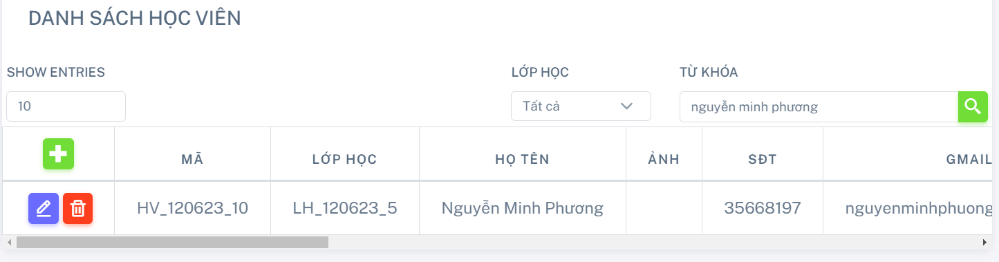 DANH SÁCH HỌC VIÊN
SHOW ENTRIES LỚP HỌC TỪ KHÓA
10 Tất cả nguyễn minh phương
MÃ LỚP HỌC HỌ TÊN ẢNH SĐT GMAIL
HV_120623_10 LH_120623_5 Nguyễn Minh Phương 35668197 nguyenminhphuong